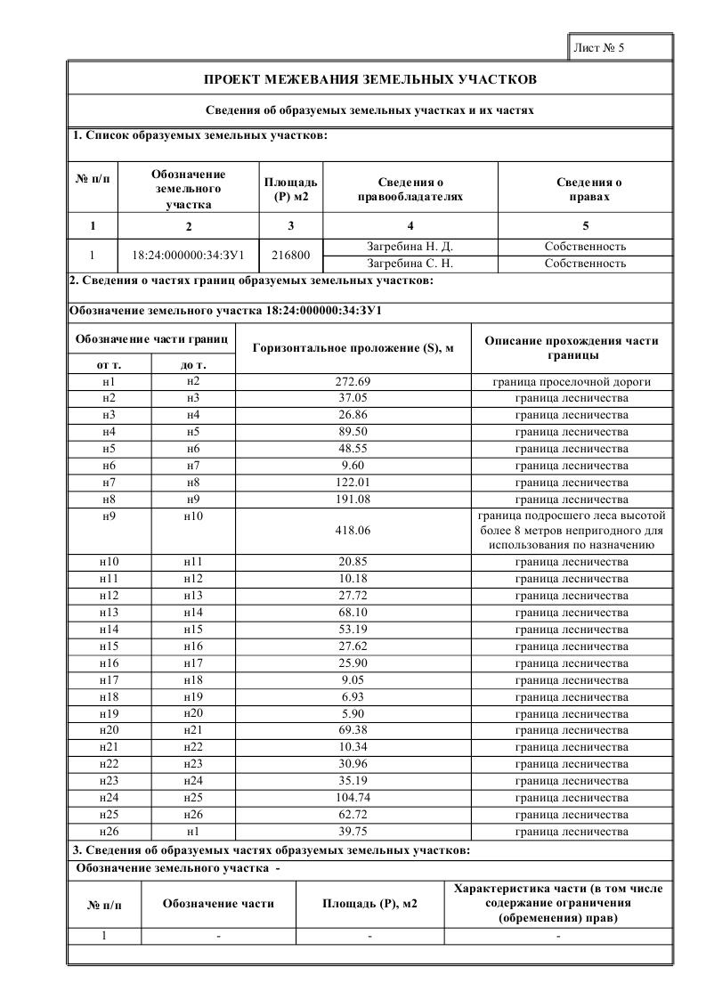 Лист № 5
ПРОЕКТ МЕЖЕВАНИЯ ЗЕМЕЛЬНЫХ УЧАСТКОВ
Сведения об образуемых земельных участках и их частях
1. Список образуемых земельных участков:
№ п/п Обозначение земельного участка Площадь (Р) м2 Сведения о правообладателях Сведения о правах
1 2 3 4 5
1 18:24:000000:34:ЗУ1 216800 Загребина Н. Д. Собственность
Загребина С. Н. Собственность
2. Сведения о частях границ образуемых земельных участков:
Обозначение земельного участка 18:24:000000:34:ЗУ1
Обозначение части границ Горизонтальное проложение (S), м Описание прохождения части границы
от т. до т.
н1 н2 272.69 граница проселочной дороги
н2 н3 37.05 граница лесничества
н3 н4 26.86 граница лесничества
н4 н5 89.50 граница лесничества
н5 н6 48.55 граница лесничества
н6 н7 9.60 граница лесничества
н7 н8 122.01 граница лесничества
н8 н9 191.08 граница лесничества
н9 н10 418.06 граница подросшего леса высотой более 8 метров непригодного для использования по назначению
н10 н11 20.85 граница лесничества
н11 н12 10.18 граница лесничества
н12 н13 27.72 граница лесничества
н13 н14 68.10 граница лесничества
н14 н15 53.19 граница лесничества
н15 н16 27.62 граница лесничества
н16 н17 25.90 граница лесничества
н17 н18 9.05 граница лесничества
н18 н19 6.93 граница лесничества
н19 н20 5.90 граница лесничества
н20 н21 69.38 граница лесничества
н21 н22 10.34 граница лесничества
н22 н23 30.96 граница лесничества
н23 н24 35.19 граница лесничества
н24 н25 104.74 граница лесничества
н25 н26 62.72 граница лесничества
н26 н1 39.75 граница лесничества
3. Сведения об образуемых частях образуемых земельных участков:
Обозначение земельного участка -
№ п/п Обозначение части Площадь (Р), м2 Характеристика части (в том числе содержание ограничения (обременения) прав)
1 - - -